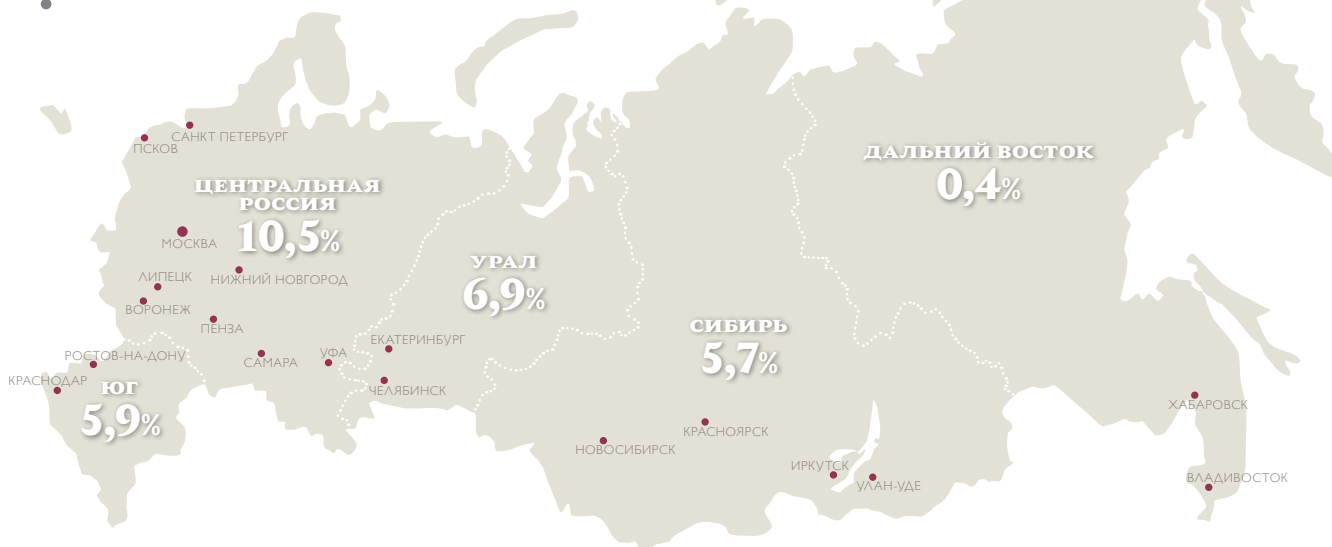 САНКТ ПЕТЕРБУРГ
ПСКОВ
ЦЕНТРАЛЬНАЯ
РОССИЯ
10,5%
МОСКВА
ЛИПЕЦК
НИЖНИЙ НОВГОРОД
ВОРОНЕЖ
ПЕНЗА
САМАРА
УФА
РОСТОВ-НА-ДОНУ
КРАСНОДАР
ЮГ
5,9%
УРАЛ
6,9%
ЕКАТЕРИНБУРГ
ЧЕЛЯБИНСК
СИБИРЬ
5,7%
НОВОСИБИРСК
КРАСНОЯРСК
ИРКУТСК
УЛАН-УДЕ
ДАЛЬНИЙ ВОСТОК
0,4%
ХАБАРОВСК
ВЛАДИВОСТОК